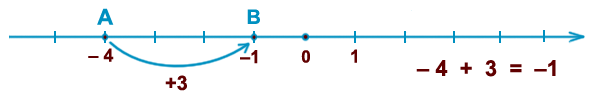 A B
– 4 –1 0 1
+3
– 4 + 3 = –1